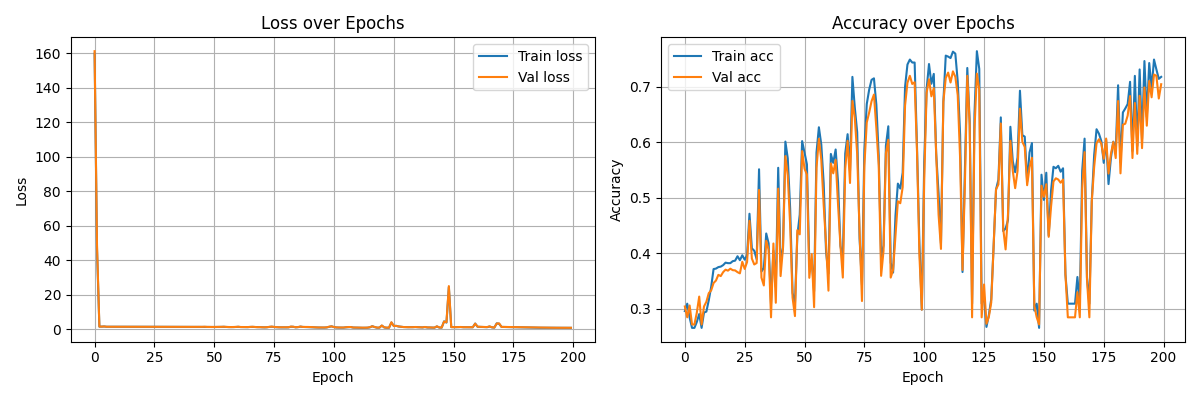 Loss over Epochs
160
140
120
100
80
60
40
20
0
0 25 50 75 100 125 150 175 200
Loss
Epoch
Train loss
Val loss
Accuracy over Epochs
0.7
0.6
0.5
0.4
0.3
0 25 50 75 100 125 150 175 200
Accuracy
Epoch
Train acc
Val acc